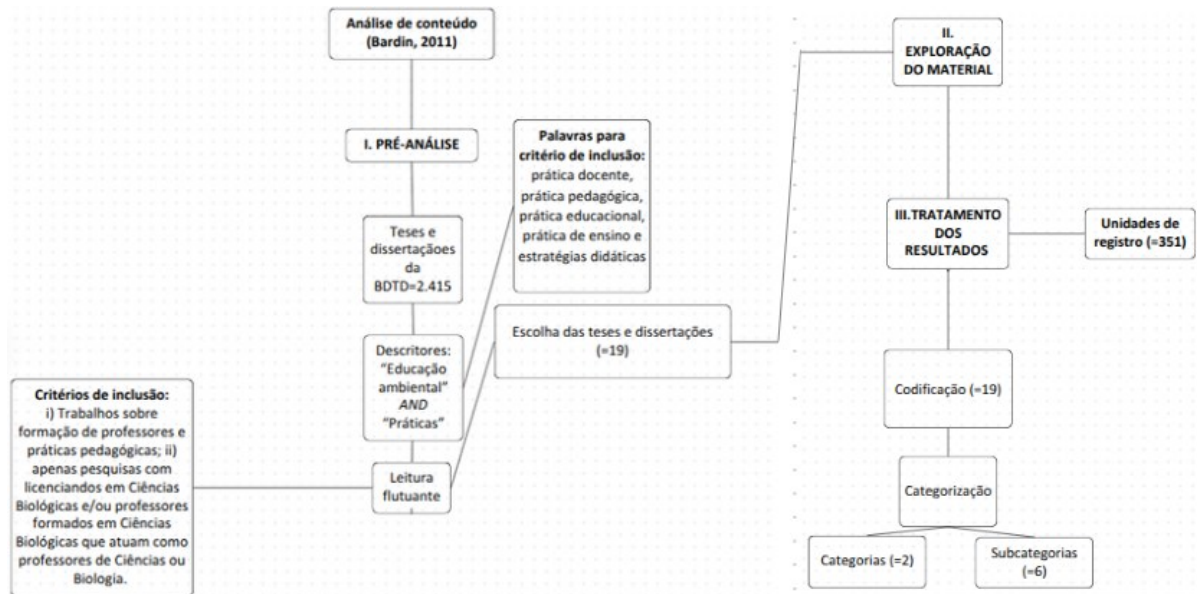 Análise de conteúdo
(Bardin, 2011)
I. PRÉ-ANÁLISE
Teses e
dissertações
da
BDTD=2.415
Descritores:
“Educação
ambiental”
AND
“Práticas”
Palavras para
critério de inclusão:
prática docente,
prática pedagógica,
prática educacional,
prática de ensino e
estratégias didáticas
Leitura
flutuante
Critérios de inclusão:
i) Trabalhos sobre
formação de professores e
práticas pedagógicas; ii)
apenas pesquisas com
licenciandos em Ciências
Biológicas e/ou professores
formados em Ciências
Biológicas que atuam como
professores de Ciências ou
Biologia.
Escolha das teses e dissertações
(=19)
II.
EXPLORAÇÃO
DO MATERIAL
III.TRATAMENTO
DOS
RESULTADOS
Unidades de
registro (=351)
Codificação (=19)
Categorização
Categorias (=2)
Subcategorias
(=6)